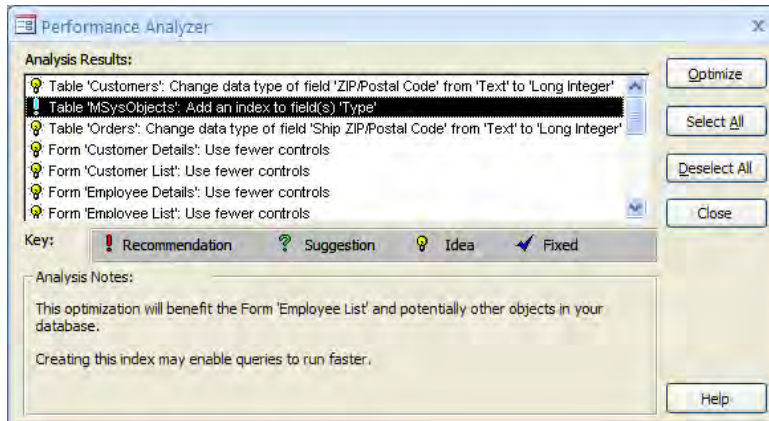 Performance Analyzer
x
Analysis Results:
Table 'Customers': Change data type of field 'ZIP/Postal Code' from 'Text' to 'Long Integer'
Table 'MSysObjects': Add an index to field(s) 'Type'
Table 'Orders': Change data type of field 'Ship ZIP/Postal Code' from 'Text' to 'Long Integer'
Form 'Customer Details': Use fewer controls
Form 'Customer List': Use fewer controls
Form 'Employee Details': Use fewer controls
Form 'Employee List': Use fewer controls
Optimize
Select All
Deselect All
Close
Key: Recommendation Suggestion Idea Fixed
Analysis Notes:
This optimization will benefit the Form 'Employee List' and potentially other objects in your
database.
Creating this index may enable queries to run faster.
Help